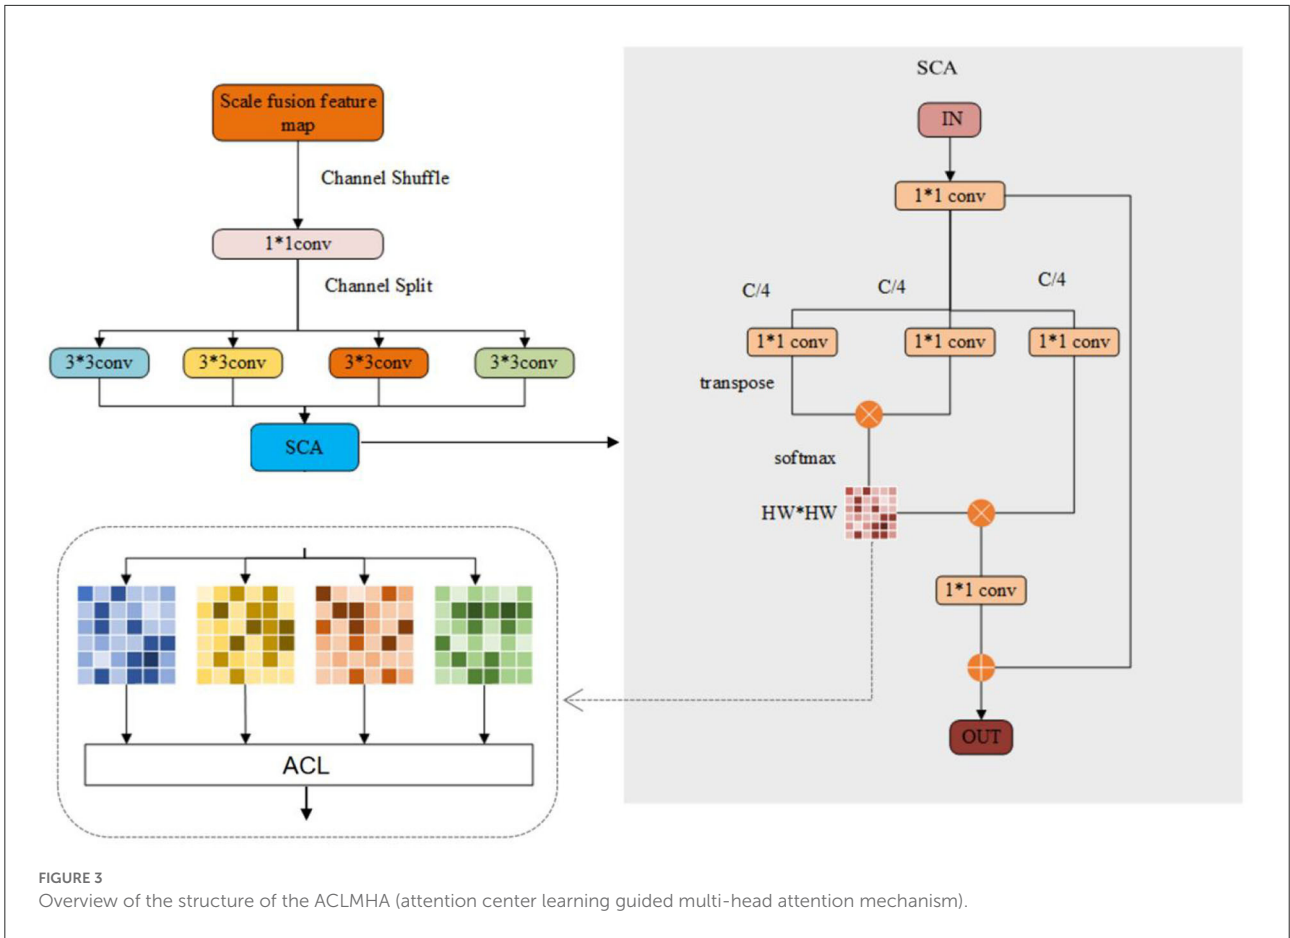 Scale fusion feature
map
Channel Shuffle
1*1conv
Channel Split
3*3conv 3*3conv 3*3conv 3*3conv
SCA
ACL
SCA
IN
1*1 conv
C/4 C/4 C/4
1*1 conv 1*1 conv 1*1 conv
transpose
softmax
HW*HW
1*1 conv
OUT
FIGURE 3
Overview of the structure of the ACLMHA (attention center learning guided multi-head attention mechanism).